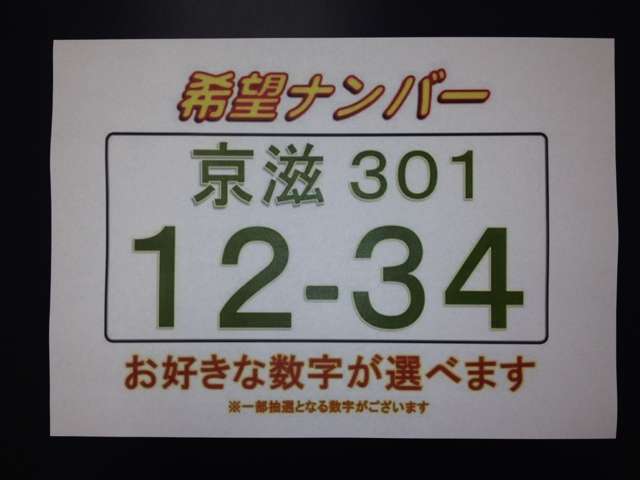 希望ナンバー
京滋 301
12-34
お好きな数字が選べます
※一部抽選となる数字がございます